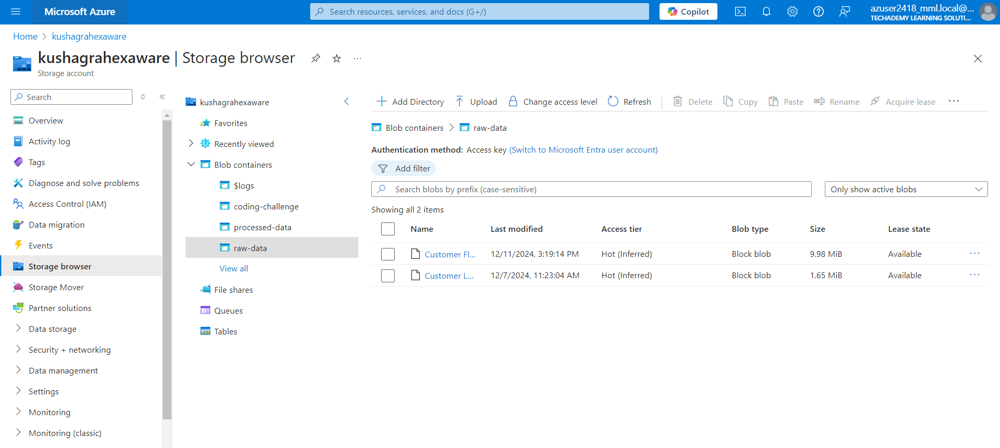 Microsoft Azure
Search resources, services, and docs (G+/)
Copilot
azuser2418_mml.local@...
TECHADEMY LEARNING SOLUTI...
Home > kushagrahexaware
kushagrahexaware | Storage browser
Storage account
Search
Overview
Activity log
Tags
Diagnose and solve problems
Access Control (IAM)
Data migration
Events
Storage browser
Storage Mover
Partner solutions
Data storage
Security + networking
Data management
Settings
Monitoring
Monitoring (classic)
kushagrahexaware
Favorites
Recently viewed
Blob containers
$logs
coding-challenge
processed-data
raw-data
View all
File shares
Queues
Tables
Add Directory Upload Change access level Refresh Delete Copy Paste Rename Acquire lease ...
Blob containers > raw-data
Authentication method: Access key (Switch to Microsoft Entra user account)
Add filter
Search blobs by prefix (case-sensitive) Only show active blobs
Showing all 2 items
Name Last modified Access tier Blob type Size Lease state
Customer Fl... 12/11/2024, 3:19:14 PM Hot (Inferred) Block blob 9.98 MiB Available ...
Customer L... 12/7/2024, 11:23:04 AM Hot (Inferred) Block blob 1.65 MiB Available ...